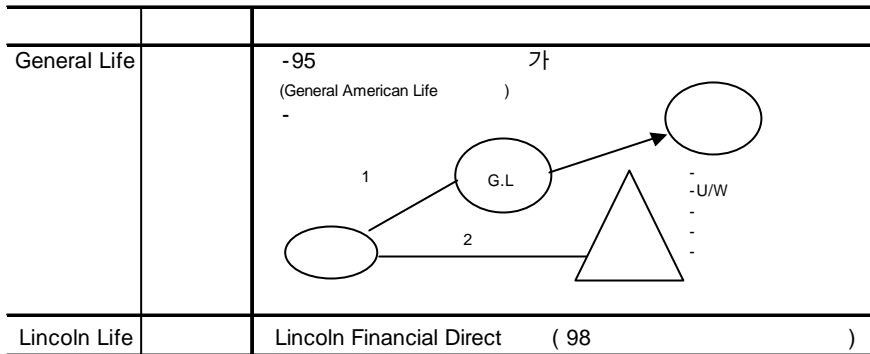 General Life
-95 가
(General American Life )
-
1
G.L
-
-U/W
-
-
-
2
Lincoln Life
Lincoln Financial Direct ( 98 )